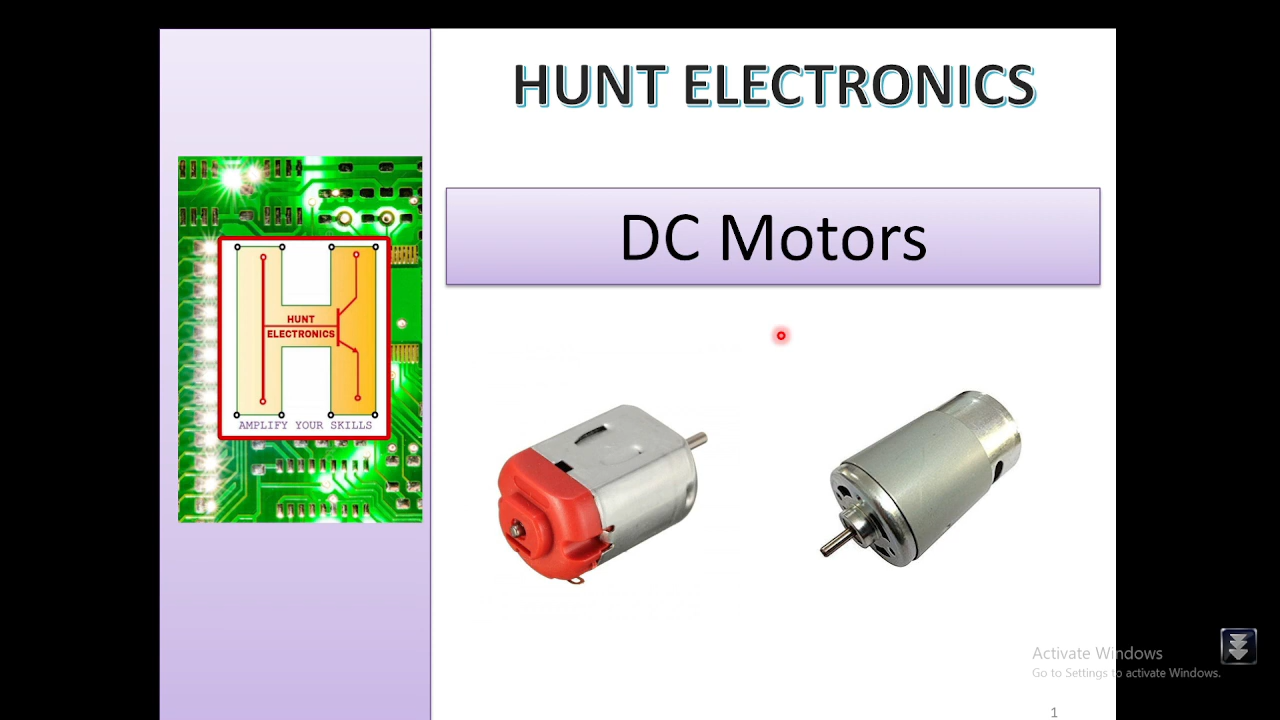 HUNT ELECTRONICS
DC Motors
HUNT
ELECTRONICS
AMPLIFY YOUR SKILLS
Activate Windows
Go to Settings to activate Windows.
1